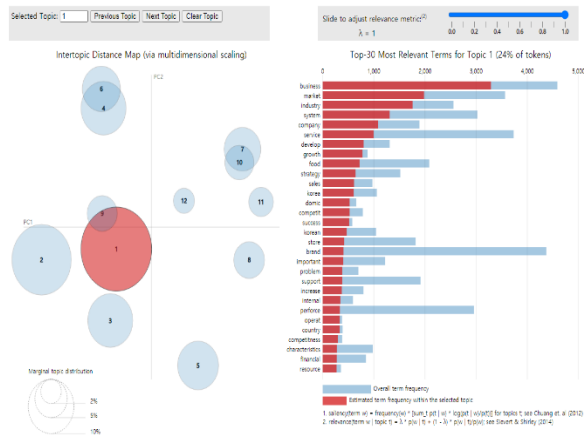 Selected Topic: 1 Previous Topic Next Topic Clear Topic
Slide to adjust relevance metric:(2)
λ = 1
0.0 0.2 0.4 0.6 0.8 1.0
Intertopic Distance Map (via multidimensional scaling)
PC2
PC1
6
4
7
10
12
11
9
1
2
8
3
5
Marginal topic distribution
2%
5%
10%
Top-30 Most Relevant Terms for Topic 1 (24% of tokens)
0 1,000 2,000 3,000 4,000 5,000
business
market
industry
system
company
service
develop
growth
food
strategy
sales
korea
domic
competit
success
korean
store
brand
important
problem
support
increase
internal
perforce
operat
country
competitness
characteristics
financial
resource
Overall term frequency
Estimated term frequency within the selected topic
1. saliency(term w) = frequency(w) * [sum_t p(t | w) * log(p(t | w)/p(t))] for topics t; see Chuang et. al (2012)
2. relevance(term w | topic t) = λ * p(w | t) + (1 - λ) * p(w | t)/p(w); see Sievert & Shirley (2014)